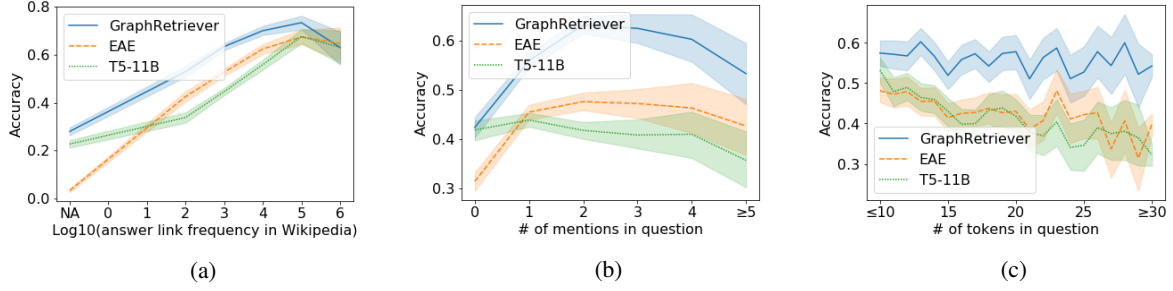 GraphRetriever
EAE
T5-11B
Accuracy
0.8
0.6
0.4
0.2
0.0
NA 0 1 2 3 4 5 6
Log10(answer link frequency in Wikipedia)
(a)
GraphRetriever
EAE
T5-11B
Accuracy
0.6
0.5
0.4
0.3
0 1 2 3 4 ≥5
# of mentions in question
(b)
GraphRetriever
EAE
T5-11B
Accuracy
0.6
0.5
0.4
0.3
≤10 15 20 25 ≥30
# of tokens in question
(c)